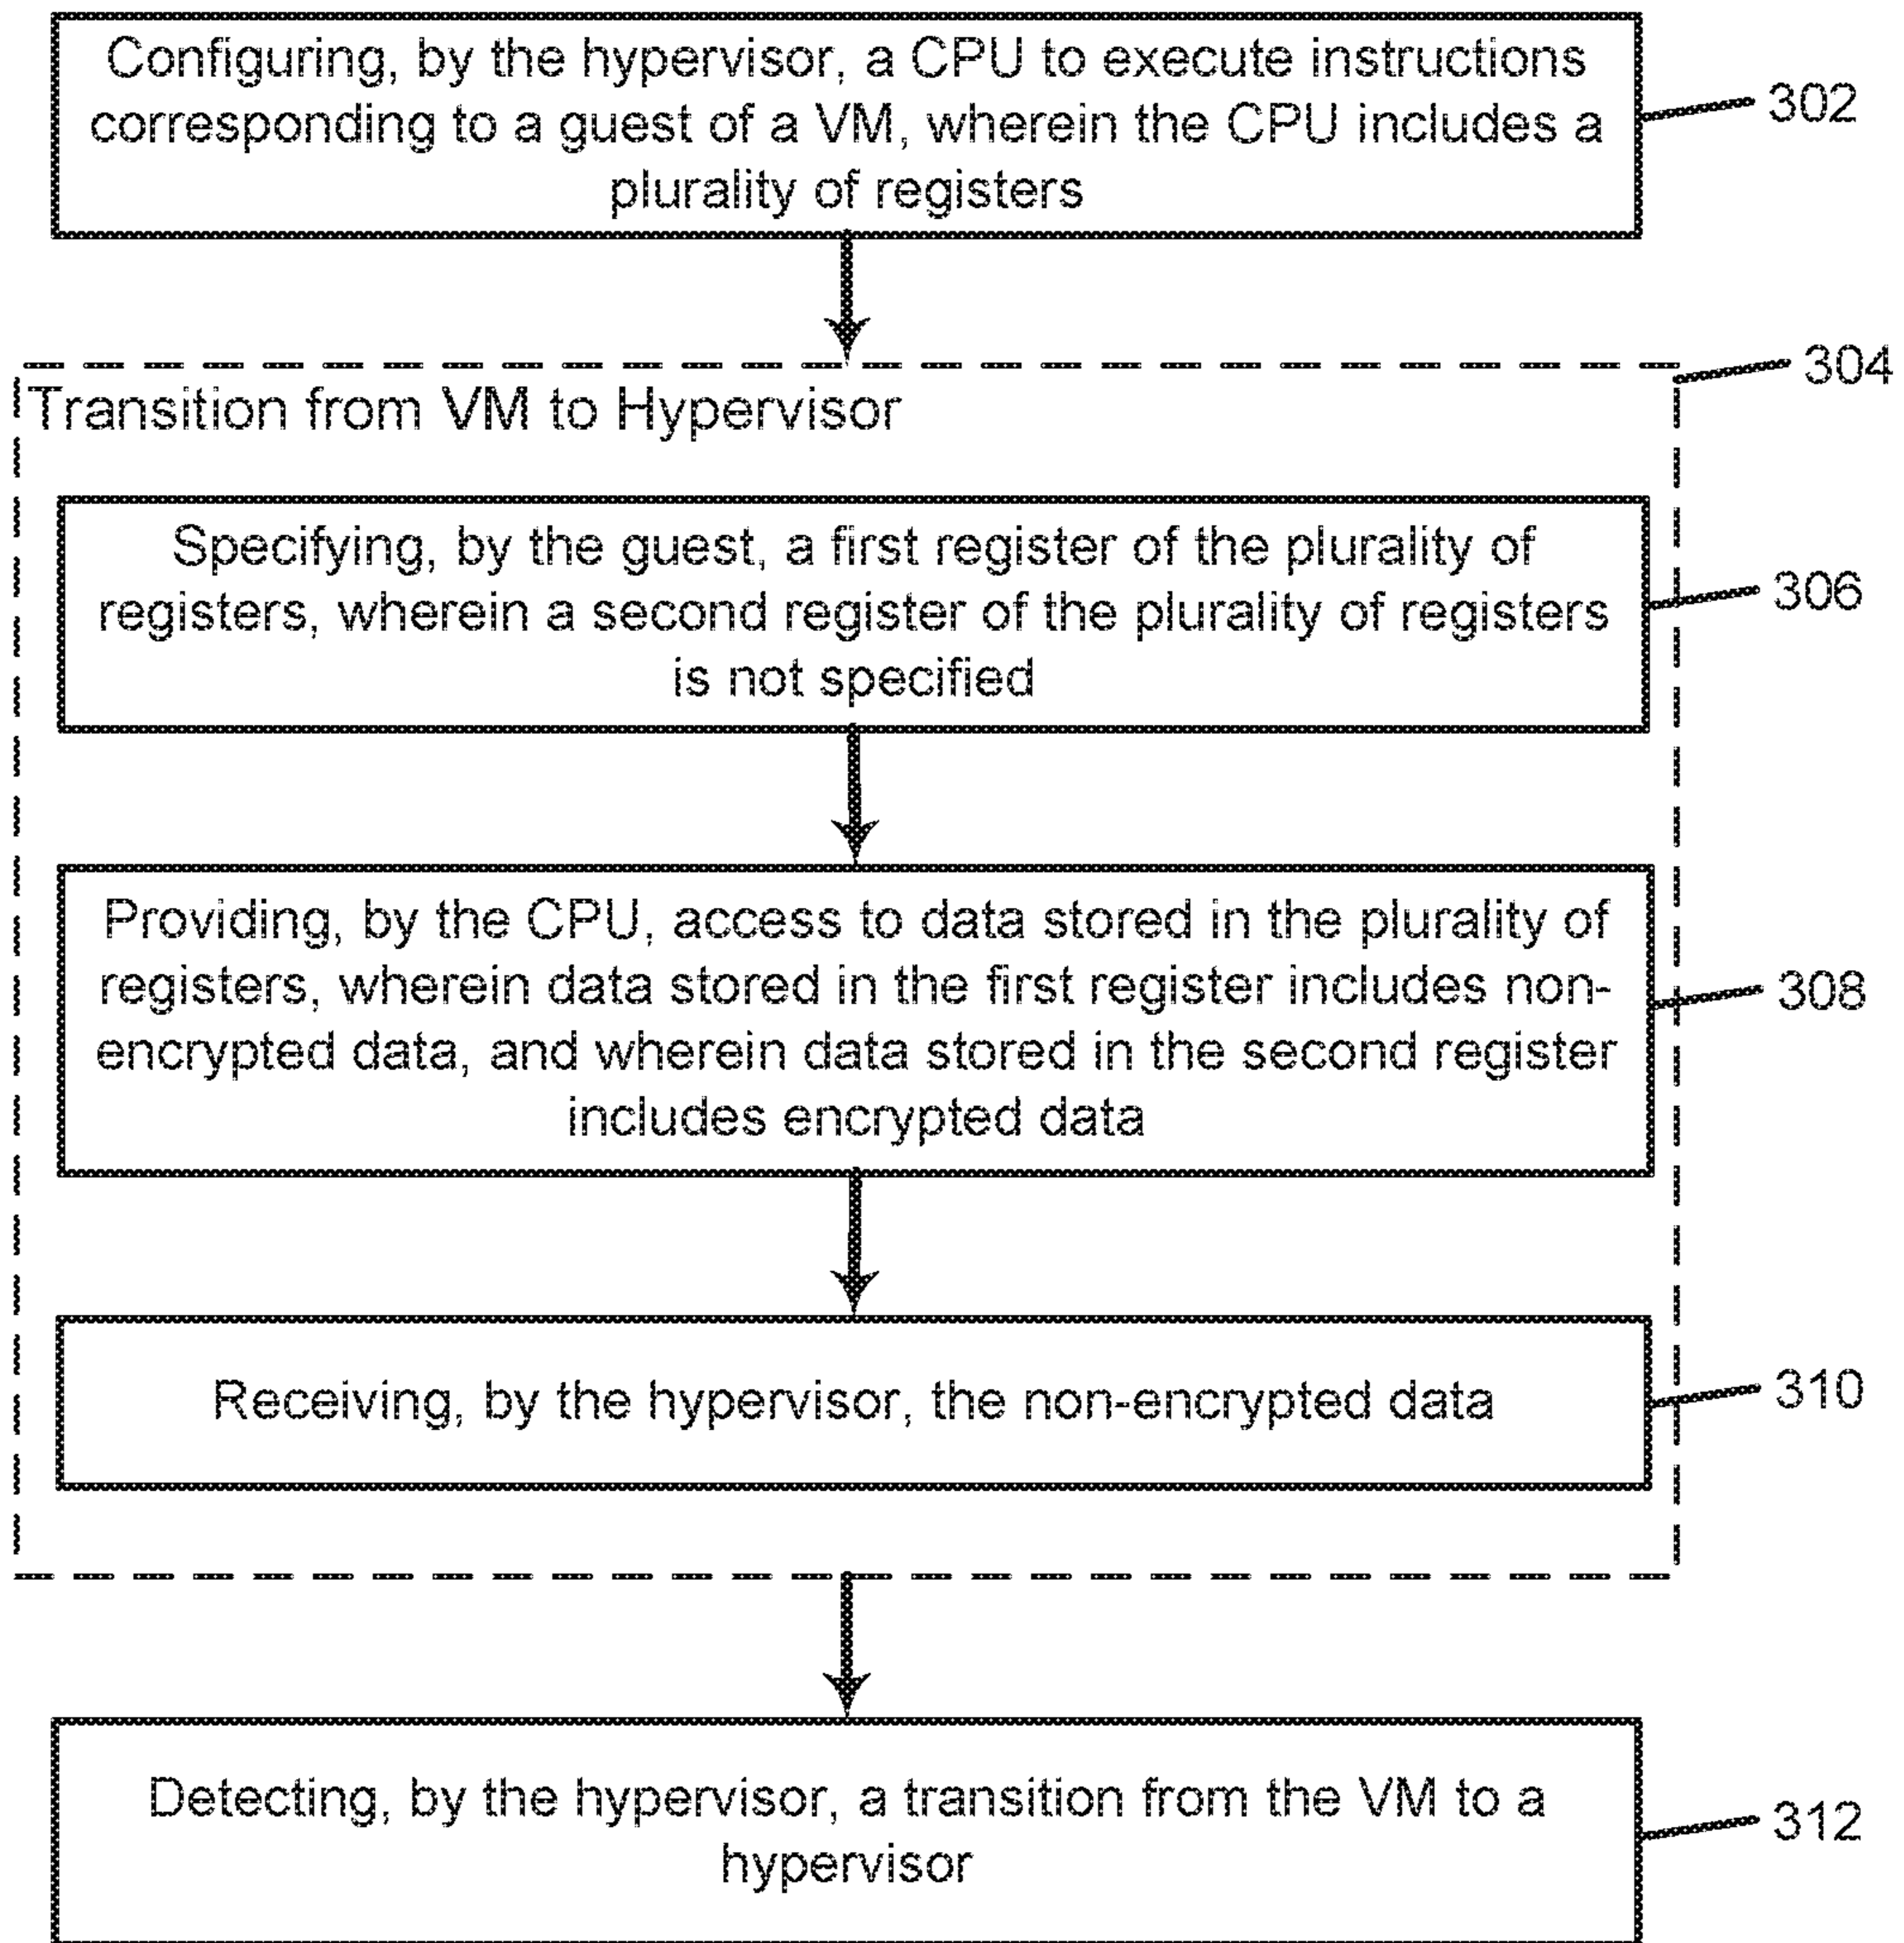 Configuring, by the hypervisor, a CPU to execute instructions
corresponding to a guest of a VM, wherein the CPU includes a
plurality of registers
302
304
Transition from VM to Hypervisor
Specifying, by the guest, a first register of the plurality of
registers, wherein a second register of the plurality of registers
is not specified
306
Providing, by the CPU, access to data stored in the plurality of
registers, wherein data stored in the first register includes non-
encrypted data, and wherein data stored in the second register
includes encrypted data
308
Receiving, by the hypervisor, the non-encrypted data
310
Detecting, by the hypervisor, a transition from the VM to a
hypervisor
312